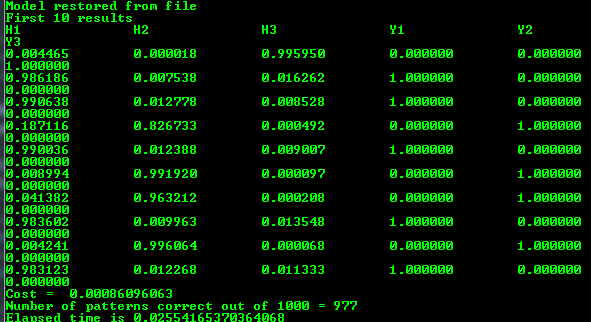 Model restored from file
First 10 results
H1 H2 H3 Y1 Y2
Y3
0.004465 0.000018 0.995950 0.000000 0.000000
1.000000
0.986186 0.007538 0.016262 1.000000 0.000000
0.000000
0.990638 0.012778 0.008528 1.000000 0.000000
0.000000
0.187116 0.826733 0.000492 0.000000 1.000000
0.000000
0.990036 0.012388 0.009007 1.000000 0.000000
0.000000
0.008994 0.991920 0.000097 0.000000 1.000000
0.000000
0.041382 0.963212 0.000208 0.000000 1.000000
0.000000
0.983602 0.009963 0.013548 1.000000 0.000000
0.000000
0.004241 0.996064 0.000068 0.000000 1.000000
0.000000
0.983123 0.012268 0.011333 1.000000 0.000000
0.000000
Cost = 0.00086096063
Number of patterns correct out of 1000 = 977
Elapsed time is 0.02554165370364068